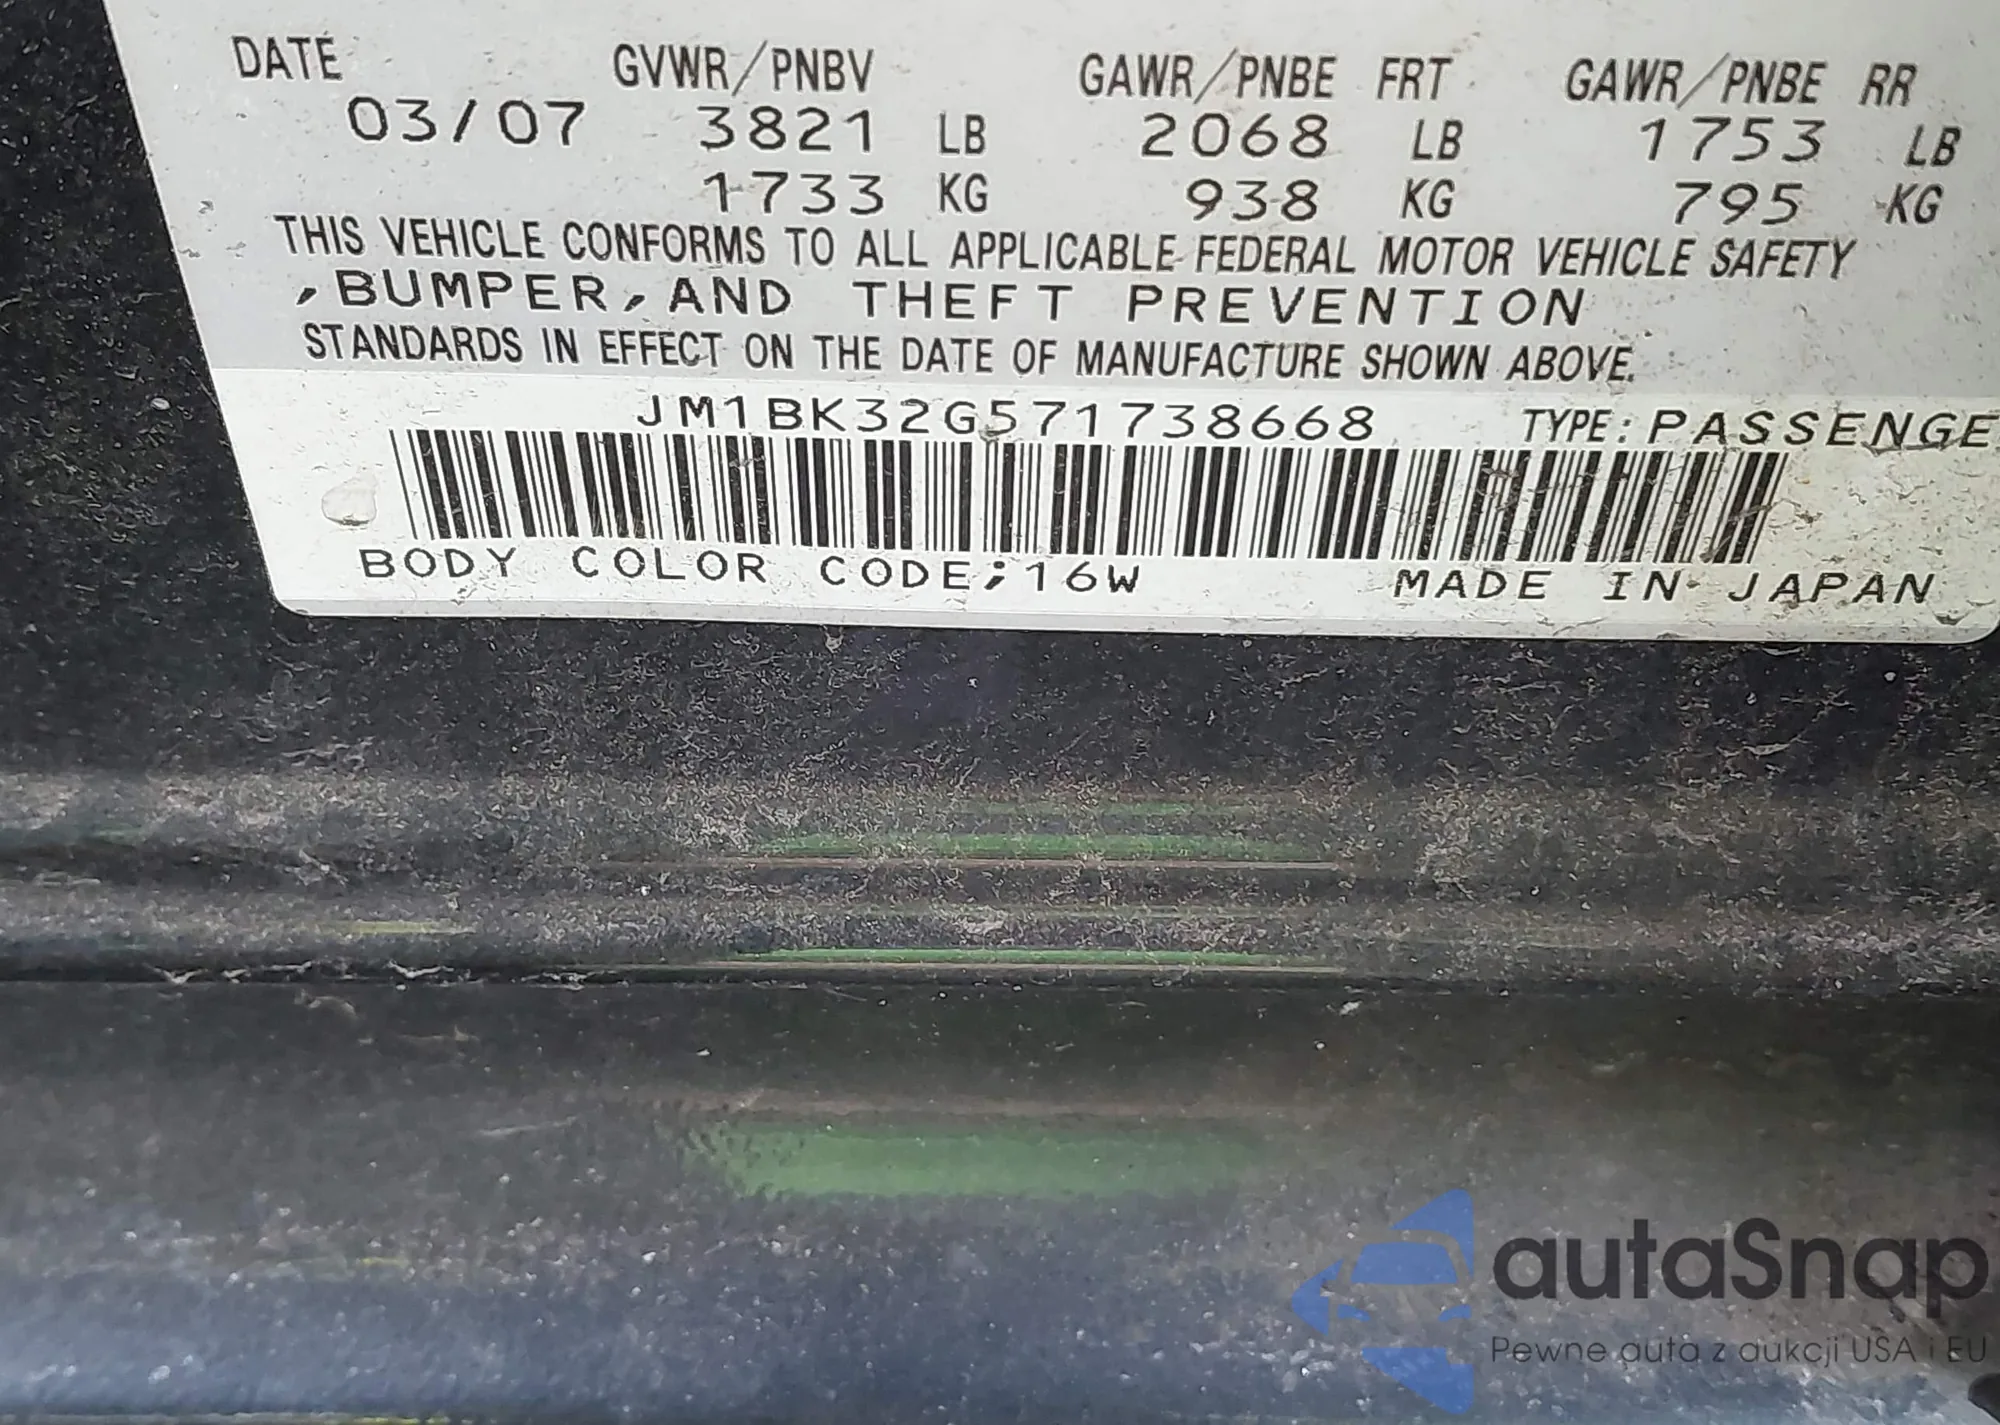 DATE GVWR/PNBV GAWR/PNBE FRT GAWR/PNBE RR
03/07 3821 LB 2068 LB 1753 LB
1733 KG 938 KG 795 KG
THIS VEHICLE CONFORMS TO ALL APPLICABLE FEDERAL MOTOR VEHICLE SAFETY
,BUMPER,AND THEFT PREVENTION
STANDARDS IN EFFECT ON THE DATE OF MANUFACTURE SHOWN ABOVE.
JM1BK32G571738668 TYPE:PASSENGE
BODY COLOR CODE;16W MADE IN JAPAN
autaSnap
Pewne auta z aukcji USA i EU